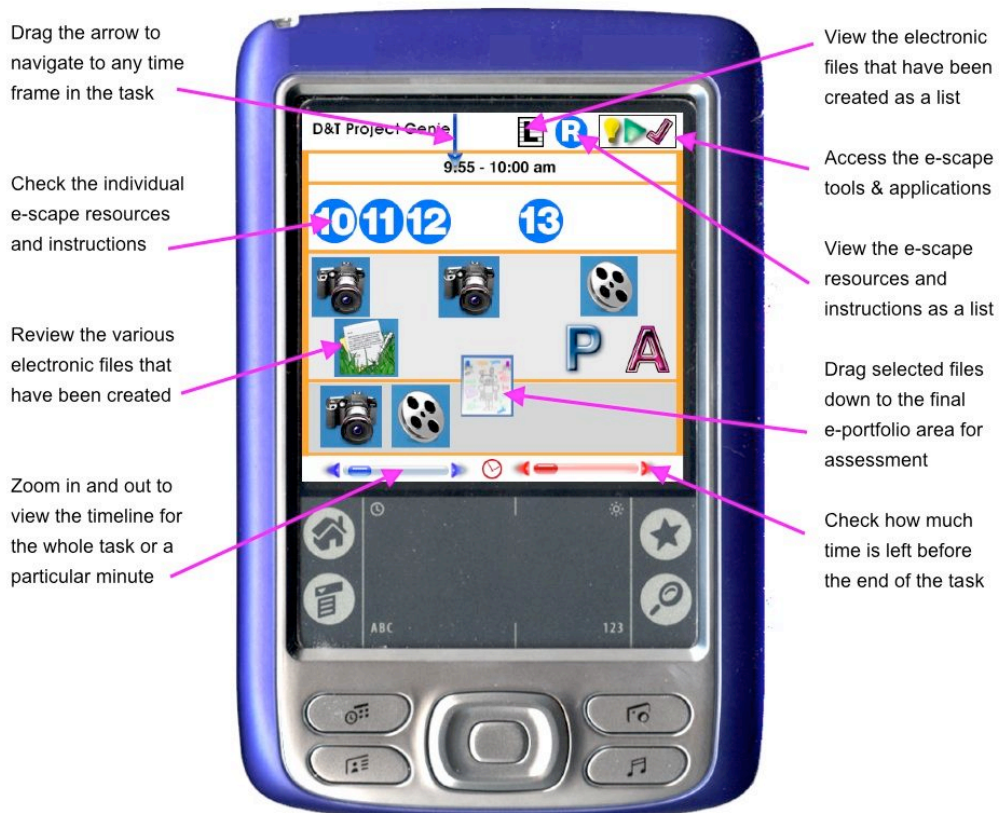 Drag the arrow to
navigate to any time
frame in the task
Check the individual
e-scape resources
and instructions
Review the various
electronic files that
have been created
Zoom in and out to
view the timeline for
the whole task or a
particular minute
D&T Project Genie
L
R
9:55 - 10:00 am
10 11 12 13
P A
ABC
123
View the electronic
files that have been
created as a list
Access the e-scape
tools & applications
View the e-scape
resources and
instructions as a list
Drag selected files
down to the final
e-portfolio area for
assessment
Check how much
time is left before
the end of the task